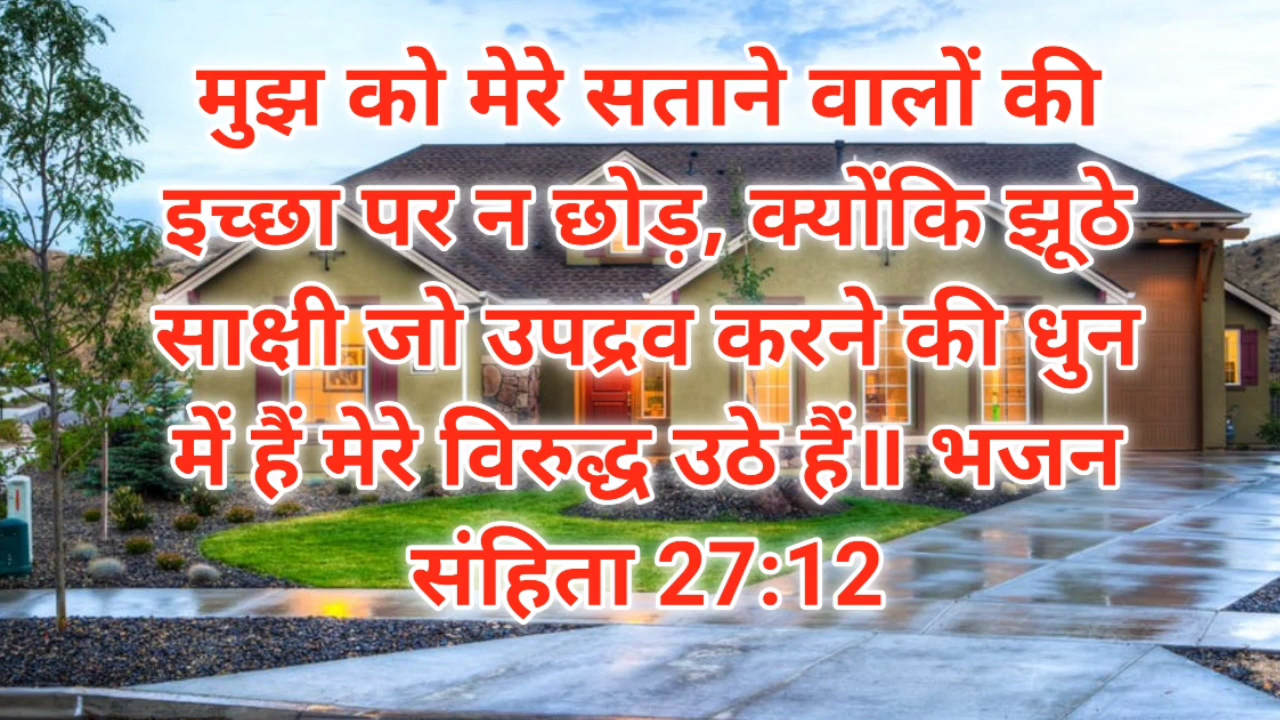 मुझ को मेरे सताने वालों की
इच्छा पर न छोड़, क्योंकि झूठे
साक्षी जो उपद्रव करने की धुन
में हैं मेरे विरुद्ध उठे हैं॥ भजन
संहिता 27:12